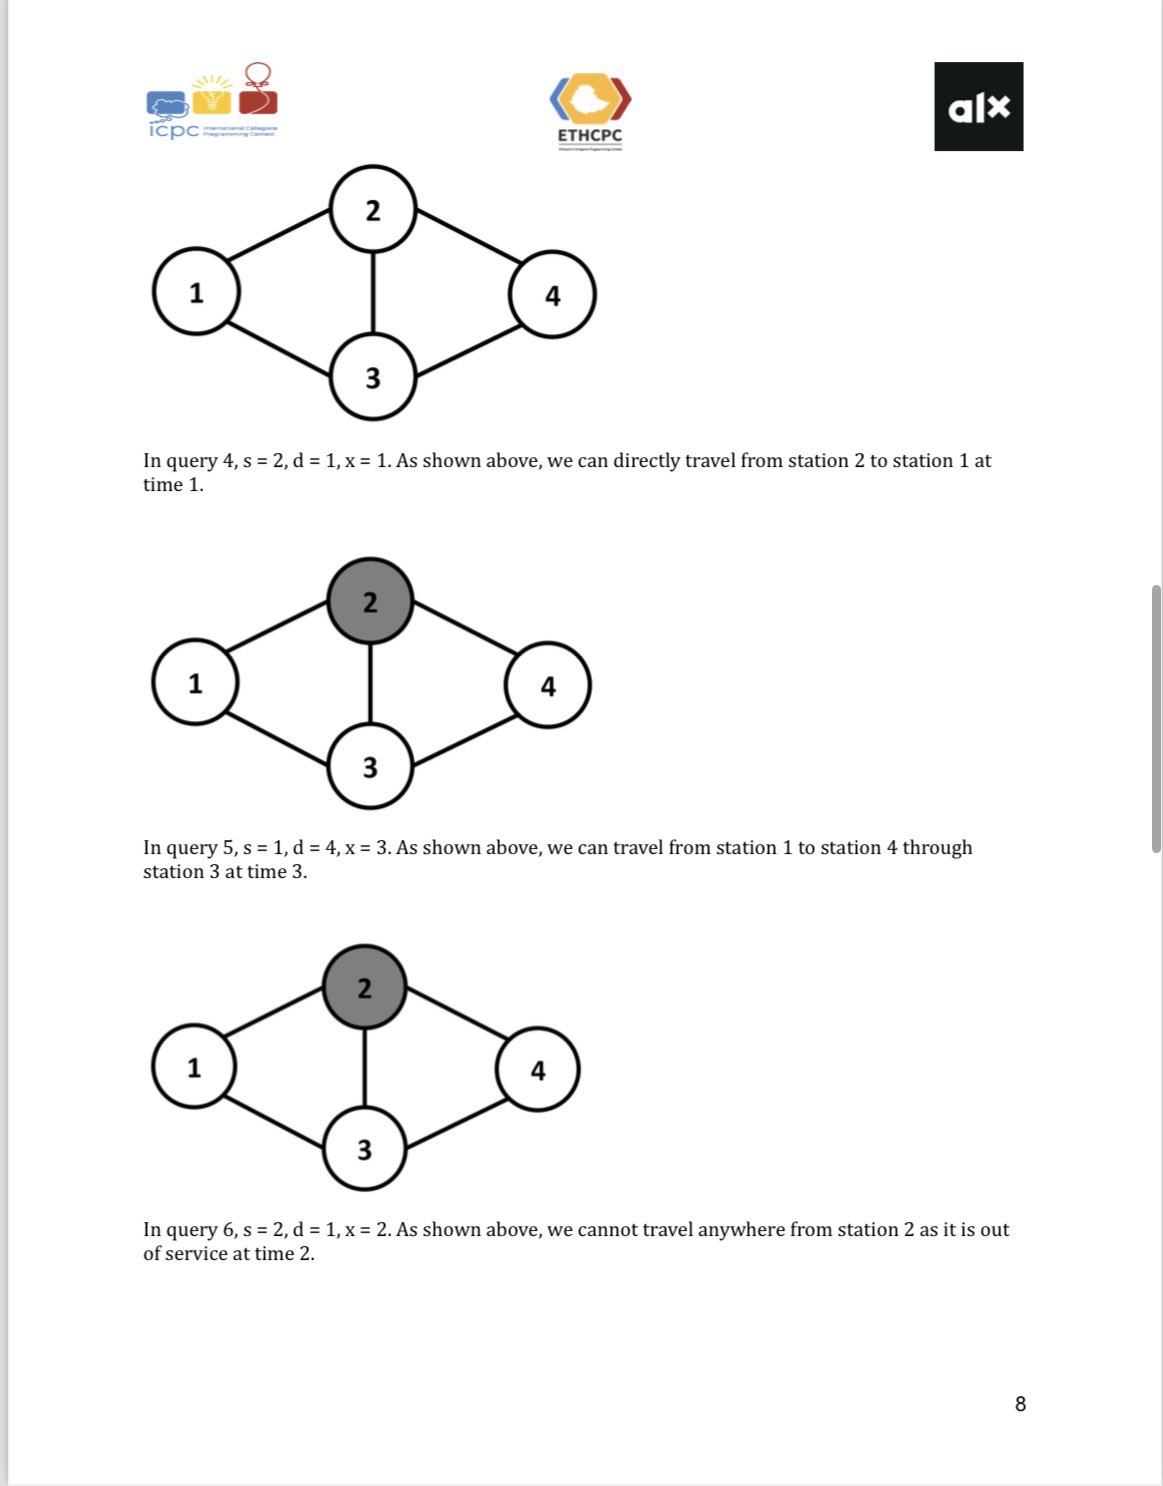 icpc International Collegiate
Programming Contest
ETHCPC
alx
2
1
4
3
In query 4, s = 2, d = 1, x = 1. As shown above, we can directly travel from station 2 to station 1 at
time 1.
2
1
4
3
In query 5, s = 1, d = 4, x = 3. As shown above, we can travel from station 1 to station 4 through
station 3 at time 3.
2
1
4
3
In query 6, s = 2, d = 1, x = 2. As shown above, we cannot travel anywhere from station 2 as it is out
of service at time 2.
8